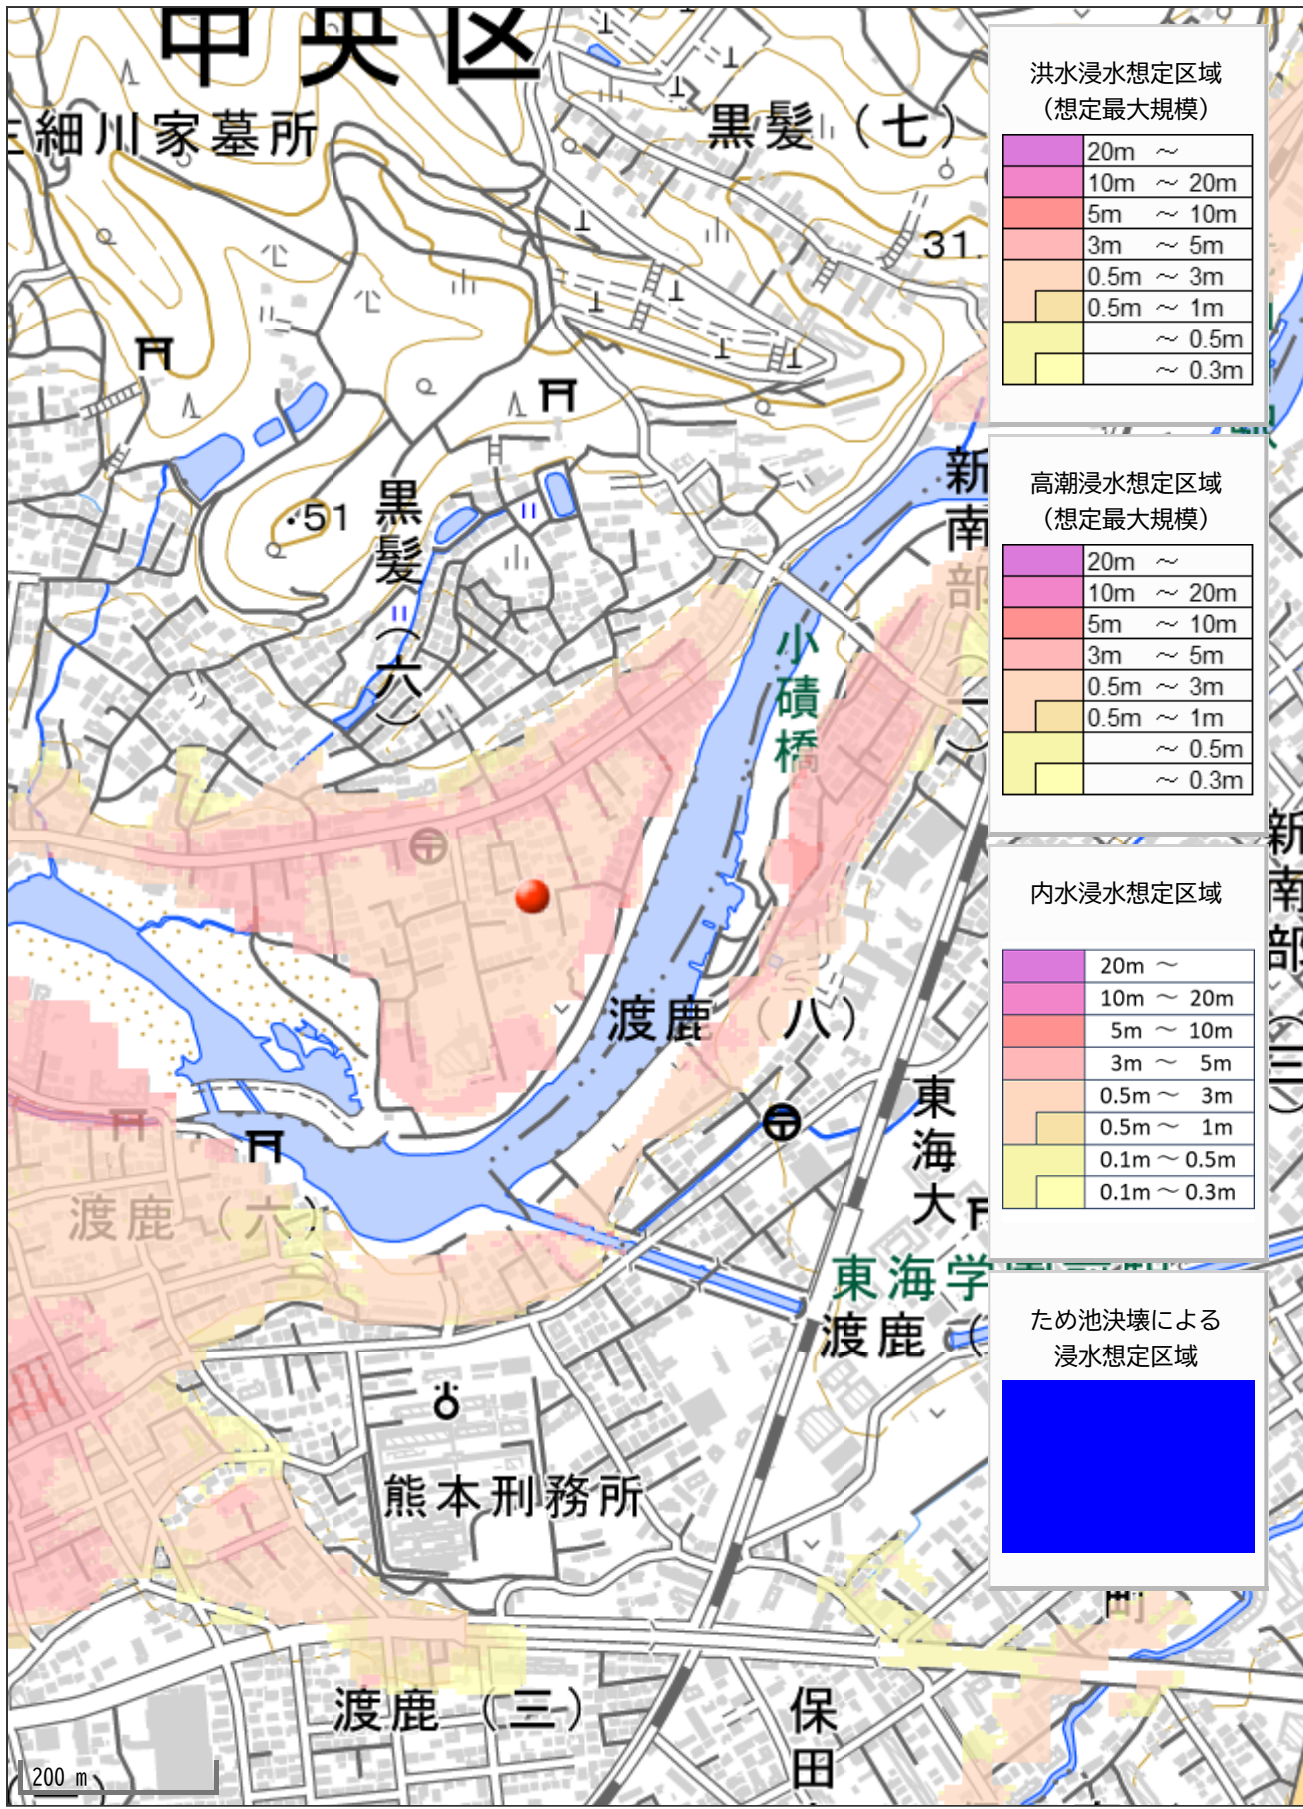 中央区
細川家墓所
黒髪（七）
31.
・51
黒髪（六）
新南部（一）
小磧橋
渡鹿（八）
東海大
東海学園前駅
渡鹿（
渡鹿（六）
熊本刑務所
渡鹿（三）
保田
新南部（三）
200 m
洪水浸水想定区域
（想定最大規模）
20m ～
10m ～ 20m
5m ～ 10m
3m ～ 5m
0.5m ～ 3m
0.5m ～ 1m
～ 0.5m
～ 0.3m
高潮浸水想定区域
（想定最大規模）
20m ～
10m ～ 20m
5m ～ 10m
3m ～ 5m
0.5m ～ 3m
0.5m ～ 1m
～ 0.5m
～ 0.3m
内水浸水想定区域
20m ～
10m ～ 20m
5m ～ 10m
3m ～ 5m
0.5m ～ 3m
0.5m ～ 1m
0.1m ～ 0.5m
0.1m ～ 0.3m
ため池決壊による
浸水想定区域